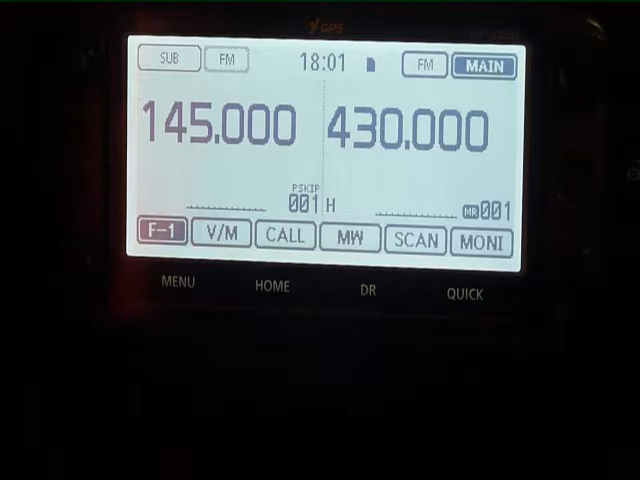 GPS
SUB FM 18:01 FM MAIN
145.000 430.000
PSKIP
001 H MR 001
F-1 V/M CALL MW SCAN MONI
MENU HOME DR QUICK